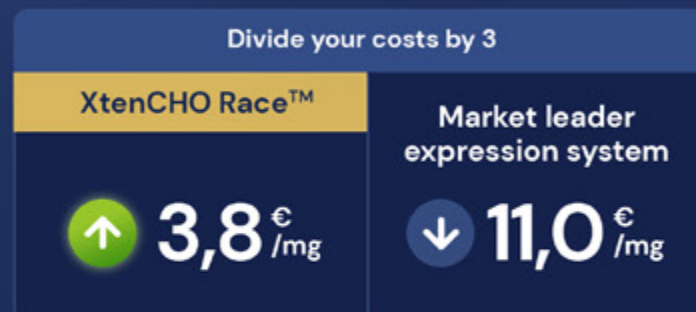 Divide your costs by 3
XtenCHO Race™
Market leader
expression system
3,8 €/mg
11,0 €/mg